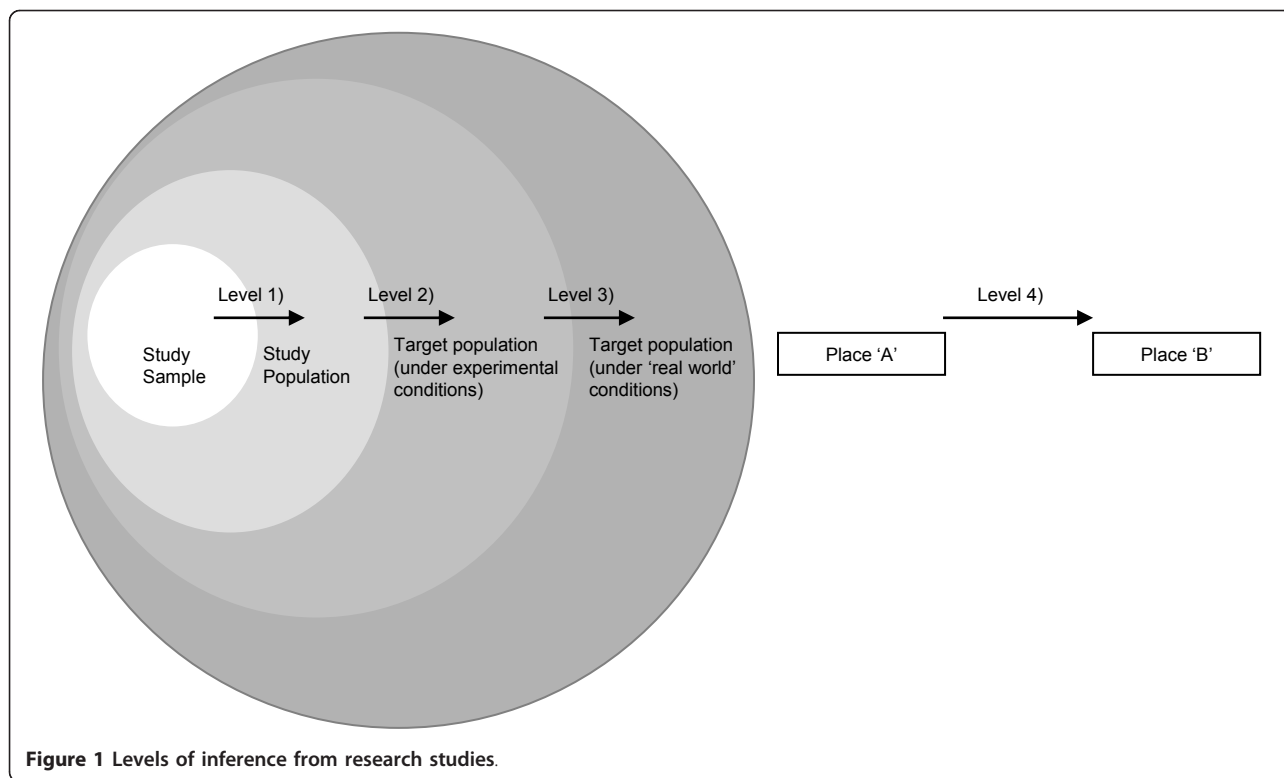 Level 1)
Level 2)
Level 3)
Level 4)
Study
Sample
Study
Population
Target population
(under experimental
conditions)
Target population
(under ‘real world’
conditions)
Place ‘A’
Place ‘B’
Figure 1 Levels of inference from research studies.